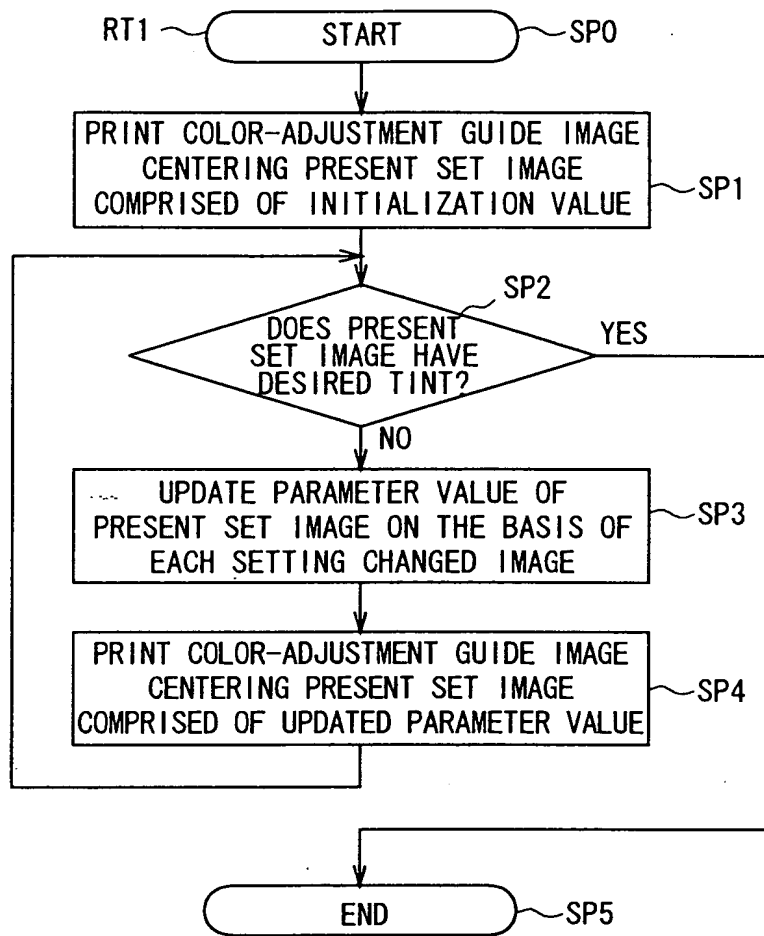 RT1 START SP0
PRINT COLOR-ADJUSTMENT GUIDE IMAGE
CENTERING PRESENT SET IMAGE
COMPRISED OF INITIALIZATION VALUE
SP1
SP2
DOES PRESENT
SET IMAGE HAVE
DESIRED TINT?
YES
NO
UPDATE PARAMETER VALUE OF
PRESENT SET IMAGE ON THE BASIS OF
EACH SETTING CHANGED IMAGE
SP3
PRINT COLOR-ADJUSTMENT GUIDE IMAGE
CENTERING PRESENT SET IMAGE
COMPRISED OF UPDATED PARAMETER VALUE
SP4
END SP5